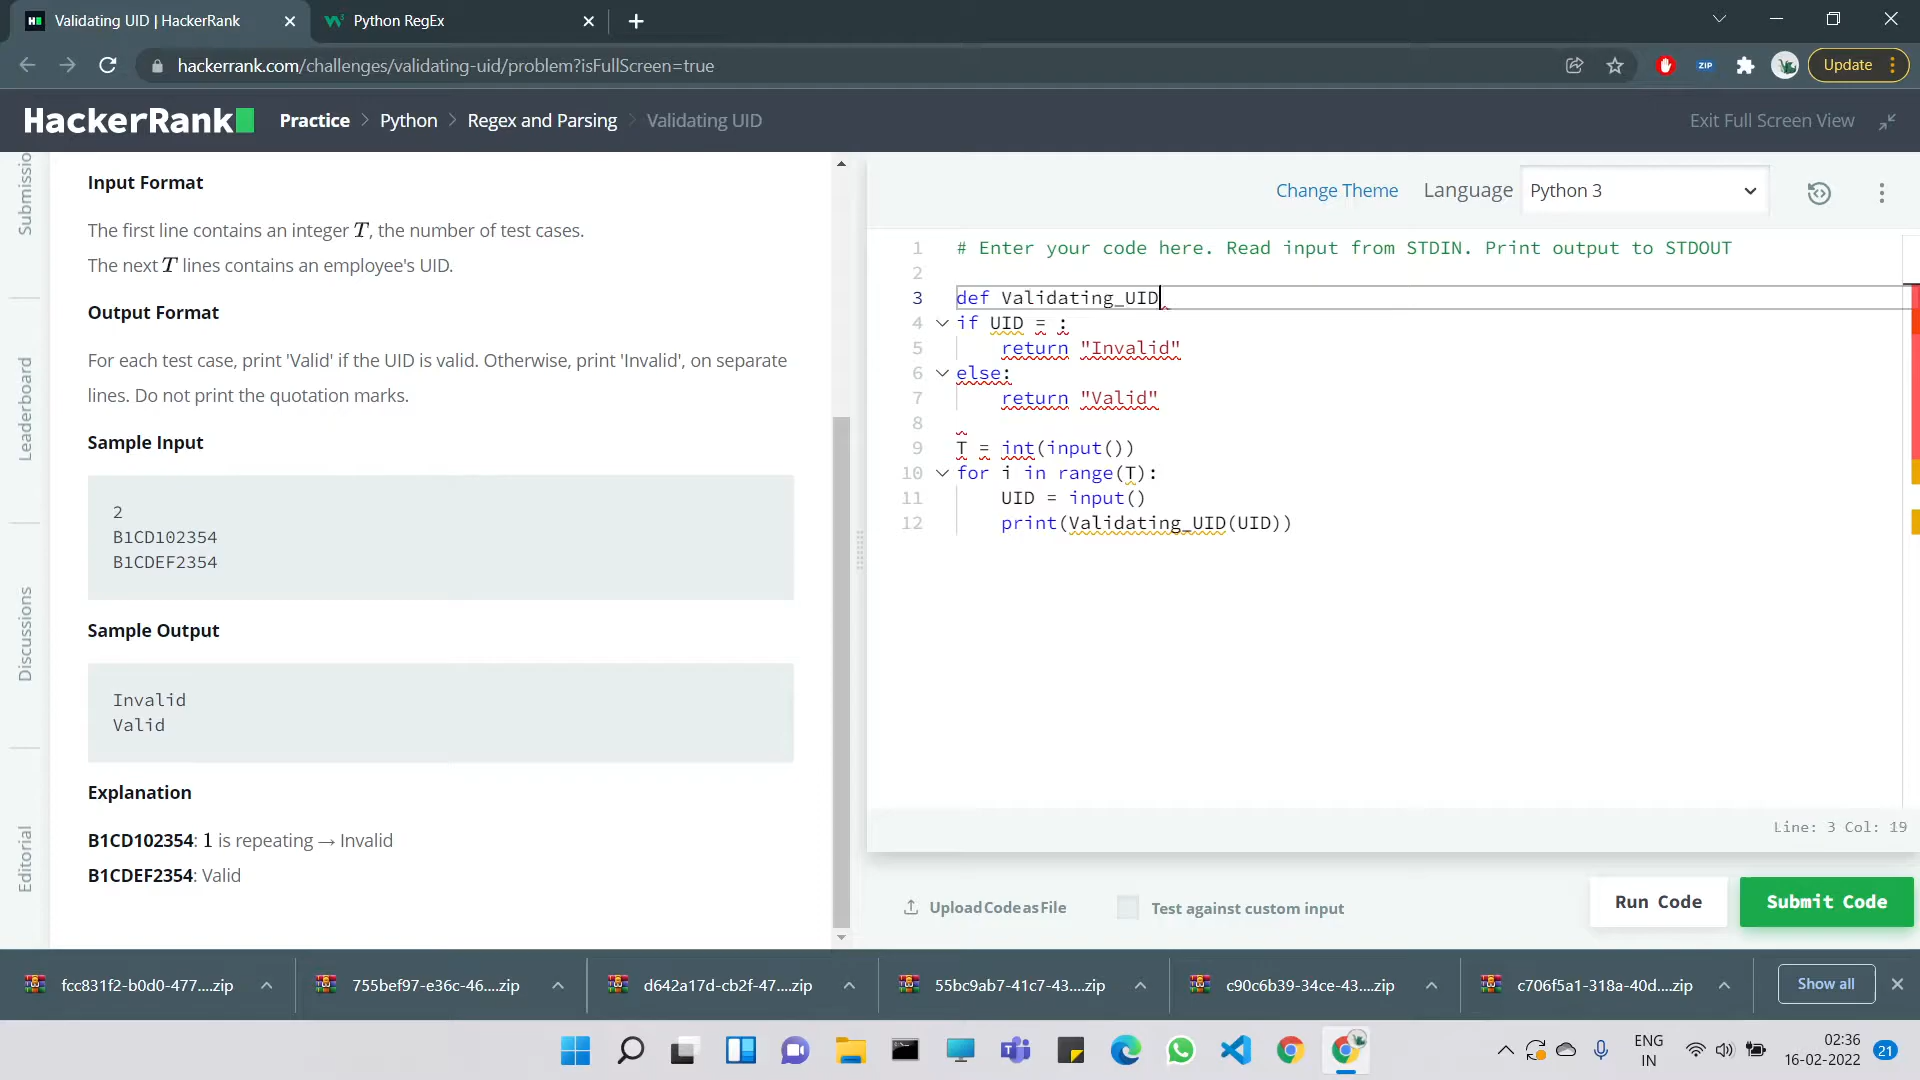 Validating UID | HackerRank
Python RegEx
hackerrank.com/challenges/validating-uid/problem?isFullScreen=true
ZIP
Update
HackerRank
Practice > Python > Regex and Parsing > Validating UID
Exit Full Screen View
Submissio
Leaderboard
Discussions
Editorial
Input Format
The first line contains an integer T, the number of test cases.
The next T lines contains an employee's UID.
Output Format
For each test case, print 'Valid' if the UID is valid. Otherwise, print 'Invalid', on separate
lines. Do not print the quotation marks.
Sample Input
2
B1CD102354
B1CDEF2354
Sample Output
Invalid
Valid
Explanation
B1CD102354: 1 is repeating → Invalid
B1CDEF2354: Valid
Change Theme
Language
Python 3
1 # Enter your code here. Read input from STDIN. Print output to STDOUT
2
3 def Validating_UID
4 if UID = :
5 return "Invalid"
6 else:
7 return "Valid"
8
9 T = int(input())
10 for i in range(T):
11 UID = input()
12 print(Validating_UID(UID))
Line: 3 Col: 19
Upload Code as File
Test against custom input
Run Code
Submit Code
fcc831f2-b0d0-477....zip
755bef97-e36c-46....zip
d642a17d-cb2f-47....zip
55bc9ab7-41c7-43....zip
c90c6b39-34ce-43....zip
c706f5a1-318a-40d....zip
Show all
ENG
IN
02:36
16-02-2022
21